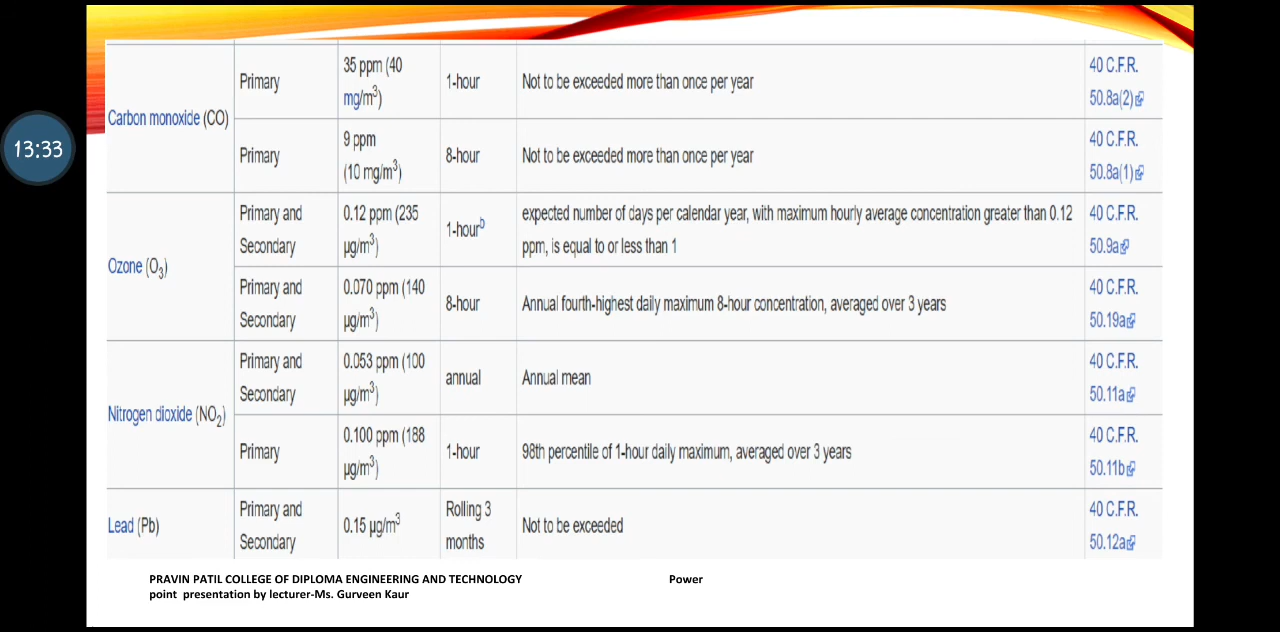 13:33
Carbon monoxide (CO)
Primary
35 ppm (40
mg/m³)
1-hour
Not to be exceeded more than once per year
40 C.F.R.
50.8a(2)
Primary
9 ppm
(10 mg/m³)
8-hour
Not to be exceeded more than once per year
40 C.F.R.
50.8a(1)
Ozone (O₃)
Primary and
Secondary
0.12 ppm (235
µg/m³)
1-hourᵇ
expected number of days per calendar year, with maximum hourly average concentration greater than 0.12
ppm, is equal to or less than 1
40 C.F.R.
50.9a
Primary and
Secondary
0.070 ppm (140
µg/m³)
8-hour
Annual fourth-highest daily maximum 8-hour concentration, averaged over 3 years
40 C.F.R.
50.19a
Nitrogen dioxide (NO₂)
Primary and
Secondary
0.053 ppm (100
µg/m³)
annual
Annual mean
40 C.F.R.
50.11a
Primary
0.100 ppm (188
µg/m³)
1-hour
98th percentile of 1-hour daily maximum, averaged over 3 years
40 C.F.R.
50.11b
Lead (Pb)
Primary and
Secondary
0.15 µg/m³
Rolling 3
months
Not to be exceeded
40 C.F.R.
50.12a
PRAVIN PATIL COLLEGE OF DIPLOMA ENGINEERING AND TECHNOLOGY Power
point presentation by lecturer-Ms. Gurveen Kaur